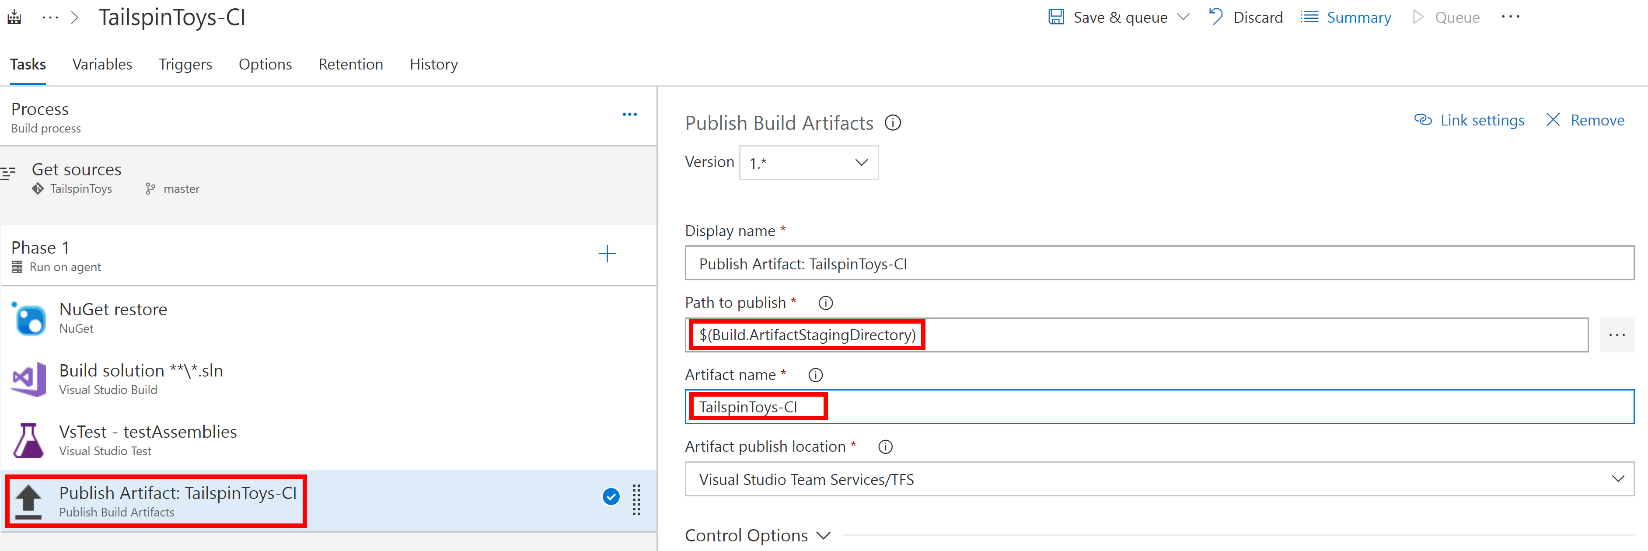 ··· > TailspinToys-CI
Save & queue Discard Summary Queue ···
Tasks Variables Triggers Options Retention History
Process
Build process
···
Get sources
TailspinToys master
Phase 1
Run on agent
NuGet restore
NuGet
Build solution **\*.sln
Visual Studio Build
VsTest - testAssemblies
Visual Studio Test
Publish Artifact: TailspinToys-CI
Publish Build Artifacts
Publish Build Artifacts
Link settings Remove
Version 1.*
Display name *
Publish Artifact: TailspinToys-CI
Path to publish *
$(Build.ArtifactStagingDirectory)
···
Artifact name *
TailspinToys-CI
Artifact publish location *
Visual Studio Team Services/TFS
Control Options